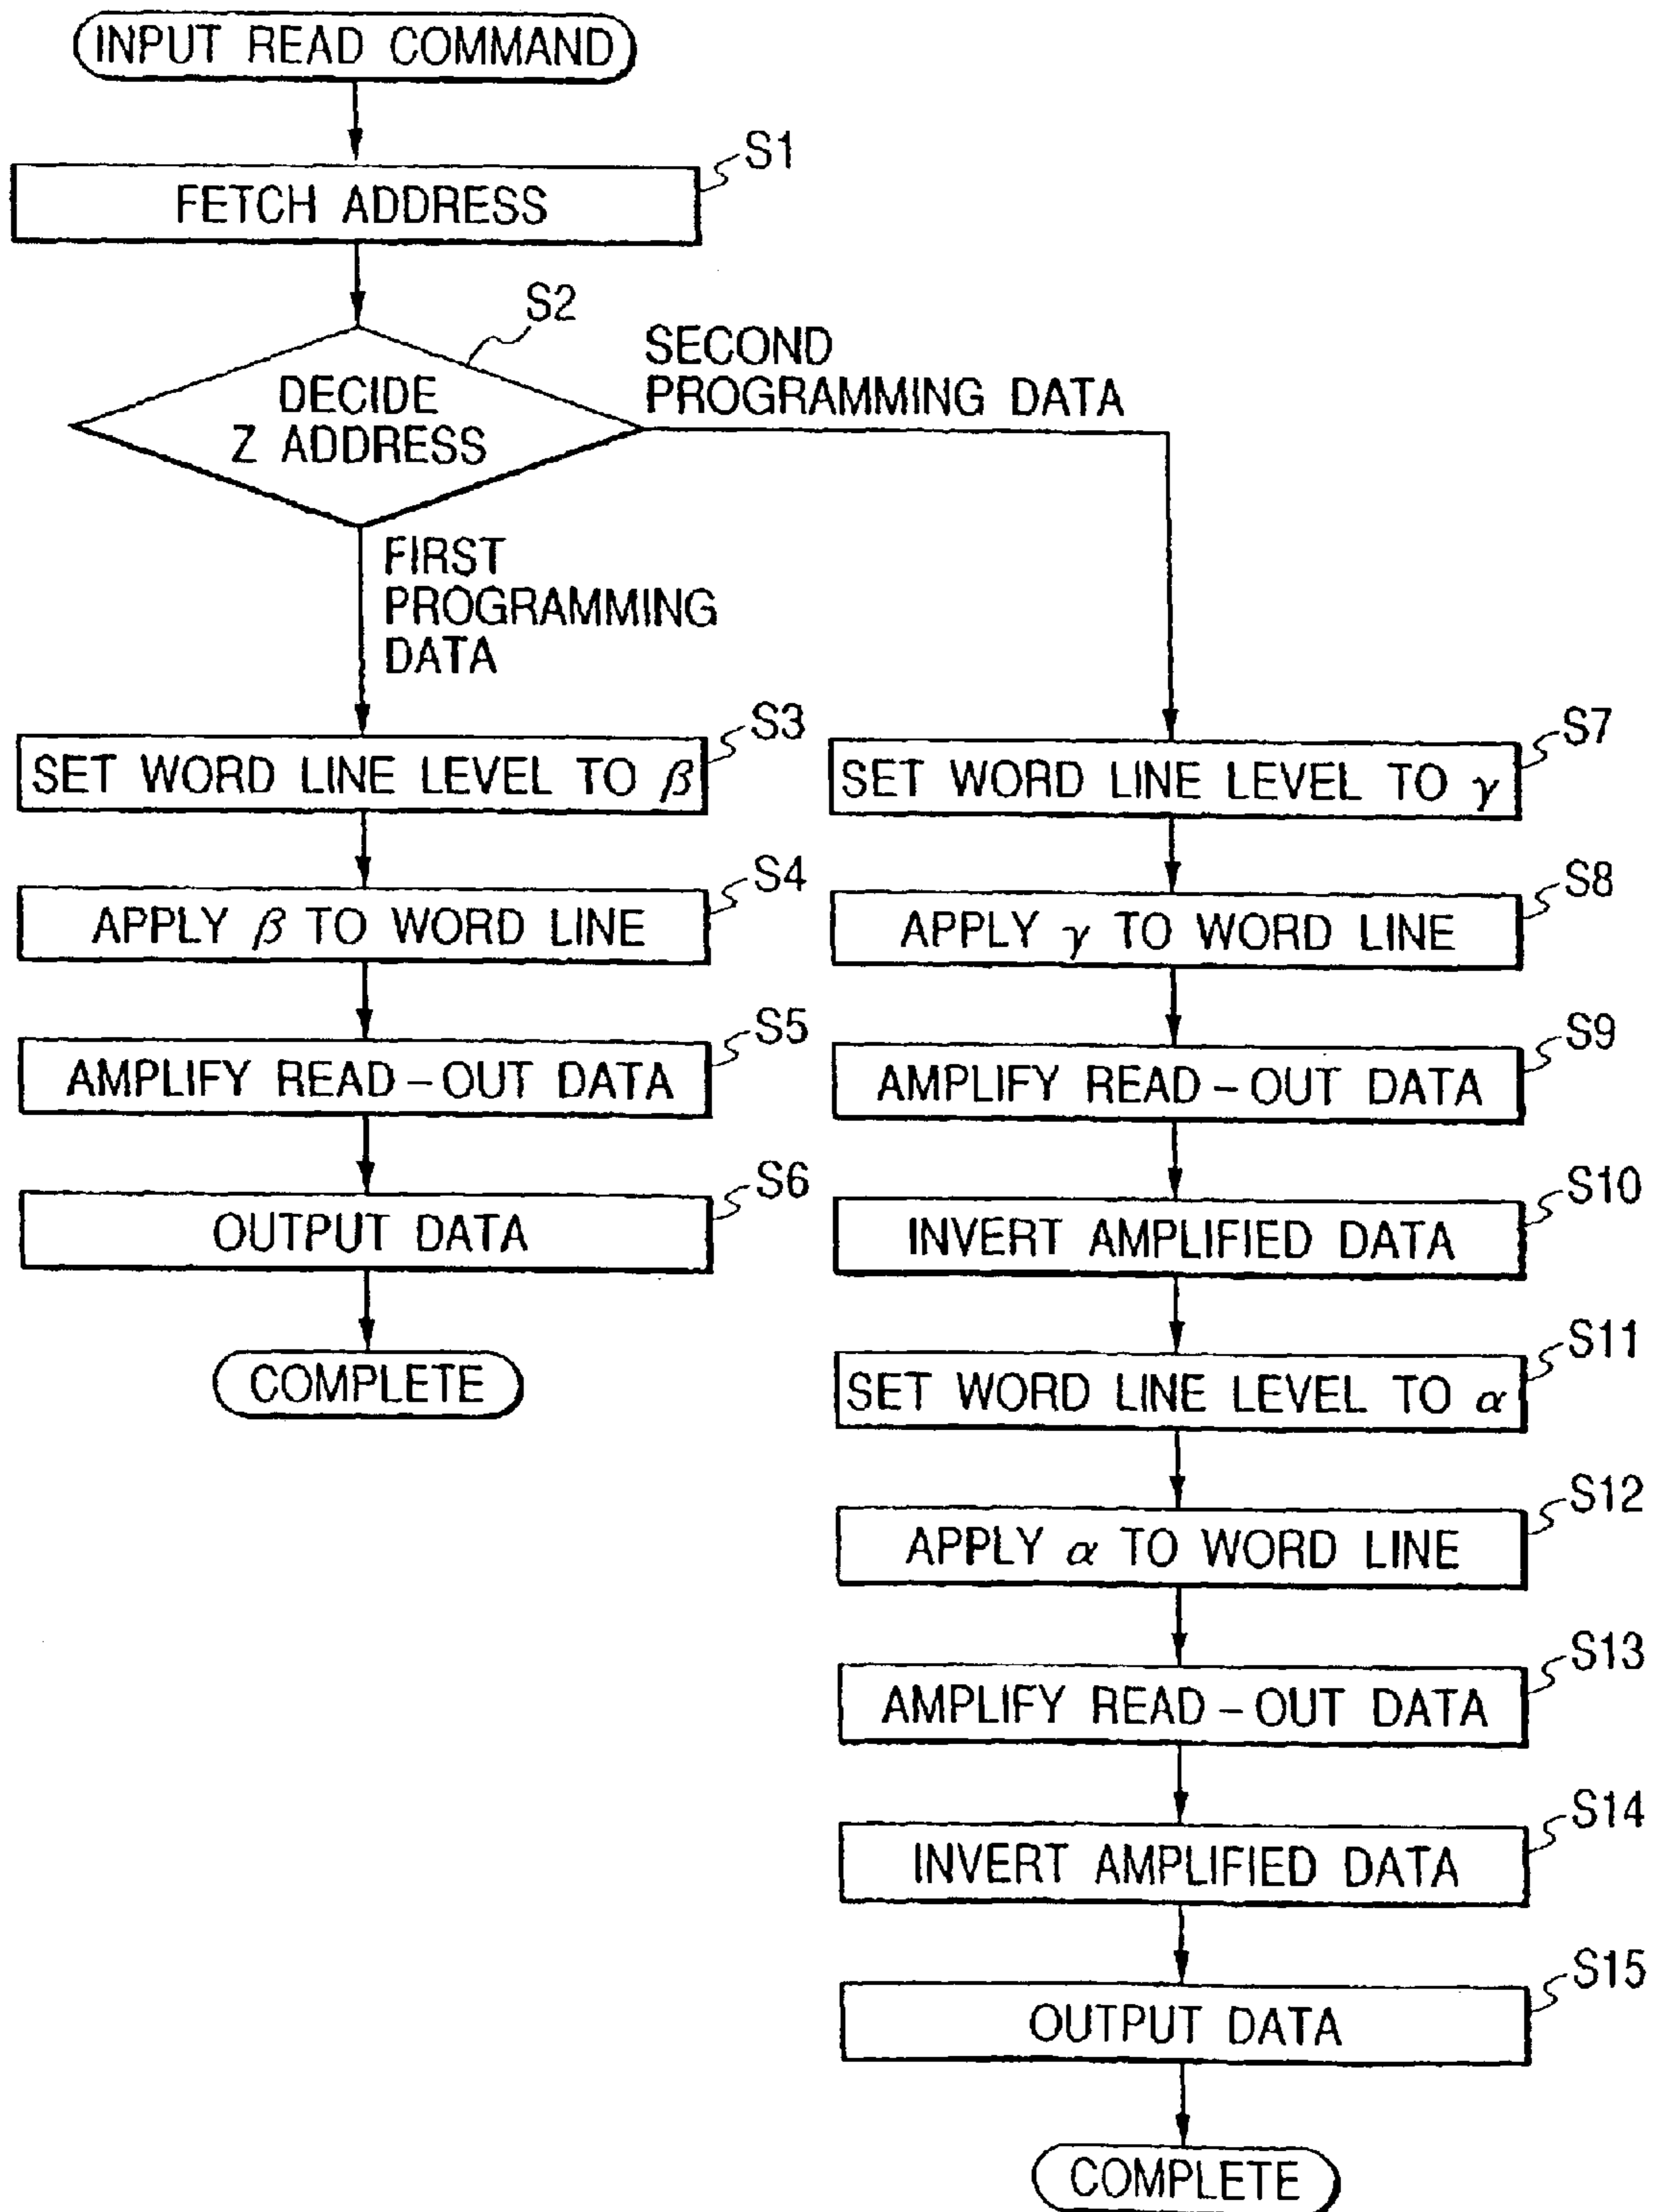 INPUT READ COMMAND
S1
FETCH ADDRESS
S2
DECIDE
Z ADDRESS
SECOND
PROGRAMMING DATA
FIRST
PROGRAMMING
DATA
S3
SET WORD LINE LEVEL TO β
S4
APPLY β TO WORD LINE
S5
AMPLIFY READ-OUT DATA
S6
OUTPUT DATA
COMPLETE
S7
SET WORD LINE LEVEL TO γ
S8
APPLY γ TO WORD LINE
S9
AMPLIFY READ-OUT DATA
S10
INVERT AMPLIFIED DATA
S11
SET WORD LINE LEVEL TO α
S12
APPLY α TO WORD LINE
S13
AMPLIFY READ-OUT DATA
S14
INVERT AMPLIFIED DATA
S15
OUTPUT DATA
COMPLETE